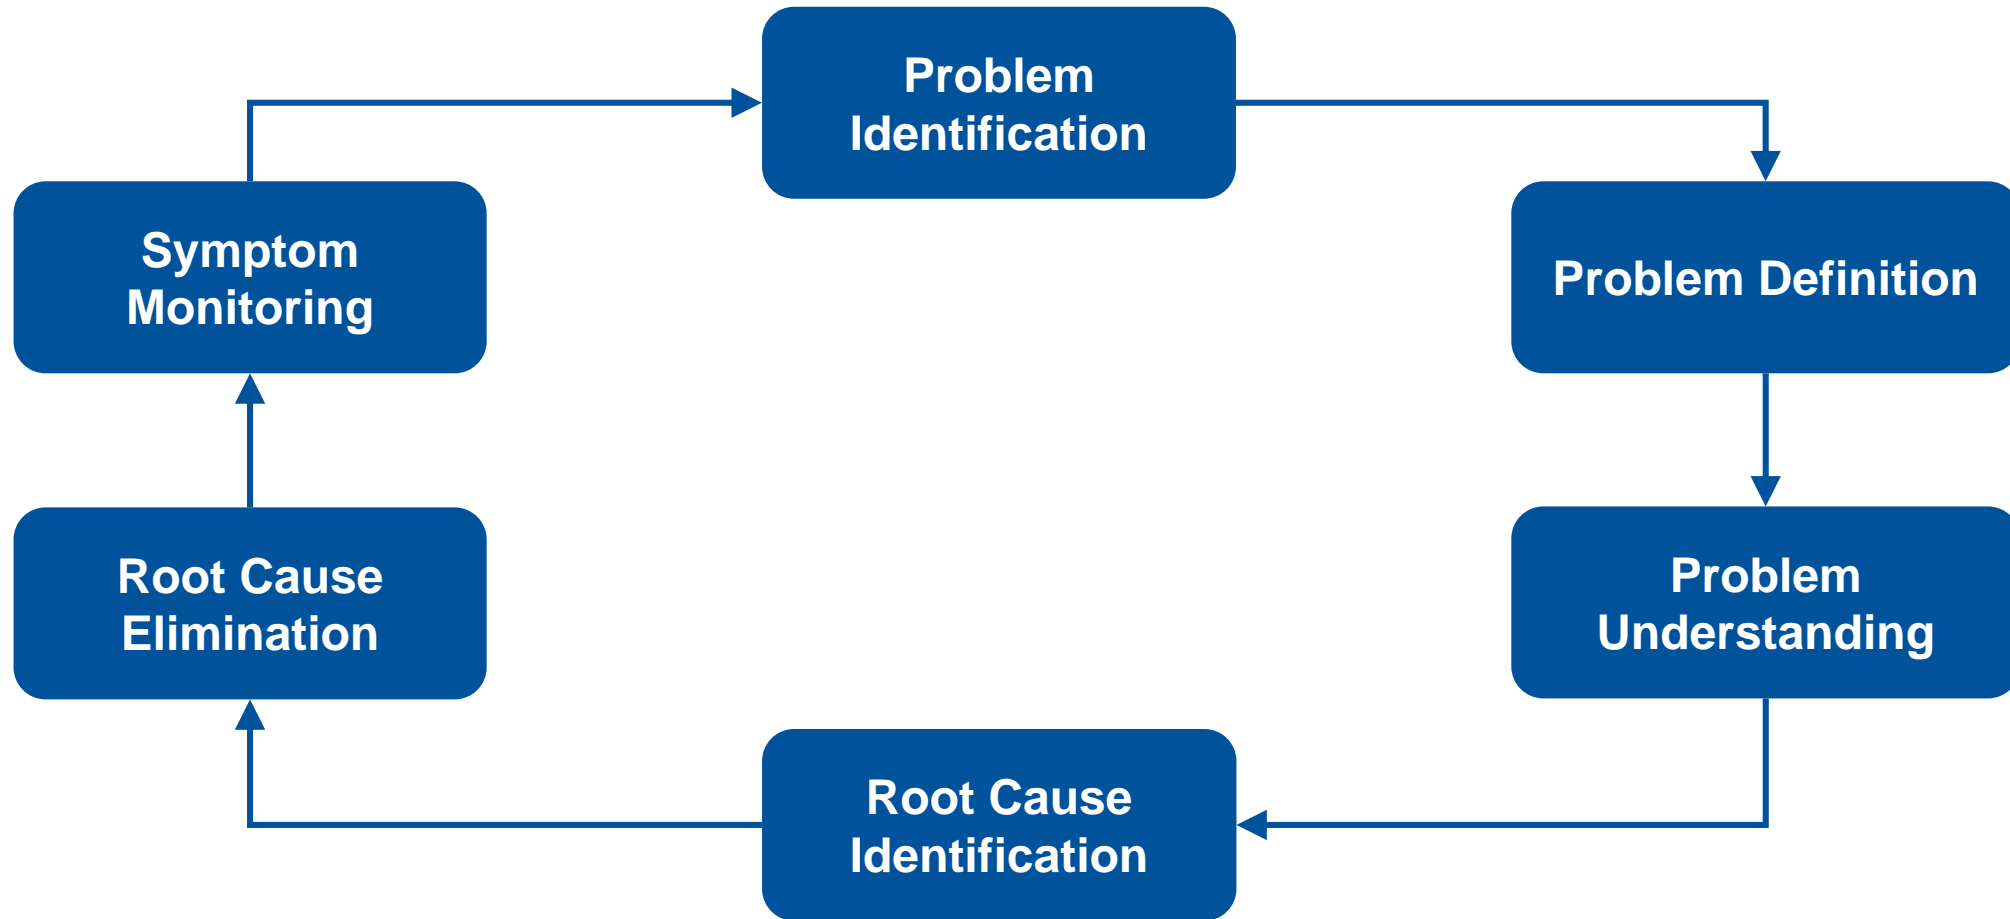 Problem
Identification
Problem Definition
Problem
Understanding
Root Cause
Identification
Root Cause
Elimination
Symptom
Monitoring